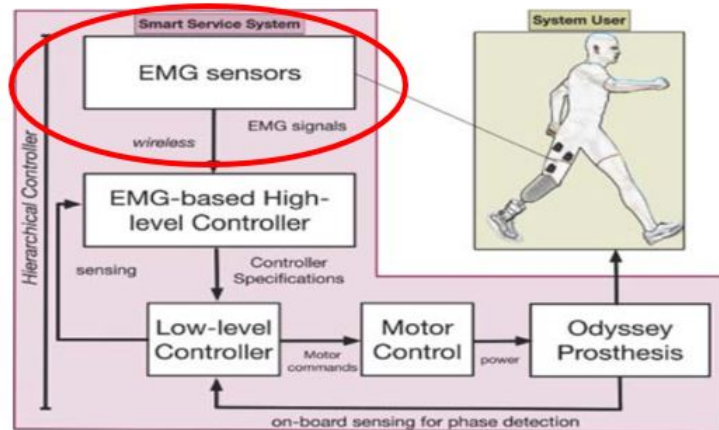 Smart Service System
System User
EMG sensors
EMG signals
wireless
Hierarchical Controller
EMG-based High-
level Controller
sensing
Controller
Specifications
Low-level
Controller
Motor
commands
Motor
Control
power
Odyssey
Prosthesis
on-board sensing for phase detection